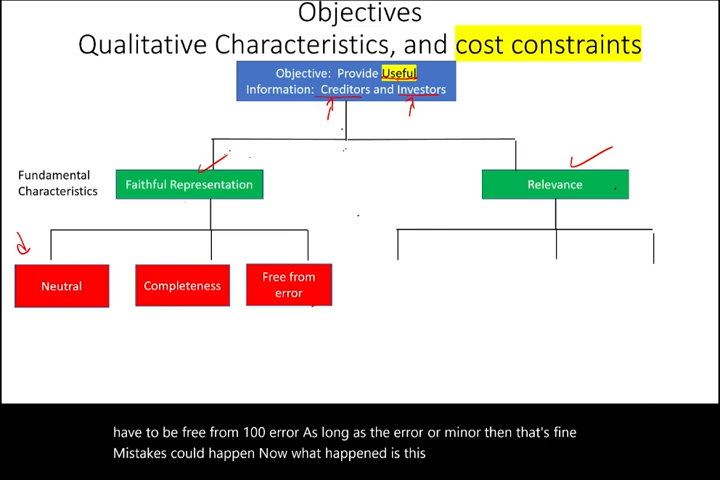 Objectives
Qualitative Characteristics, and cost constraints
Objective: Provide Useful
Information: Creditors and Investors
Fundamental
Characteristics
Faithful Representation
Relevance
Neutral
Completeness
Free from
error
have to be free from 100 error As long as the error or minor then that's fine
Mistakes could happen Now what happened is this